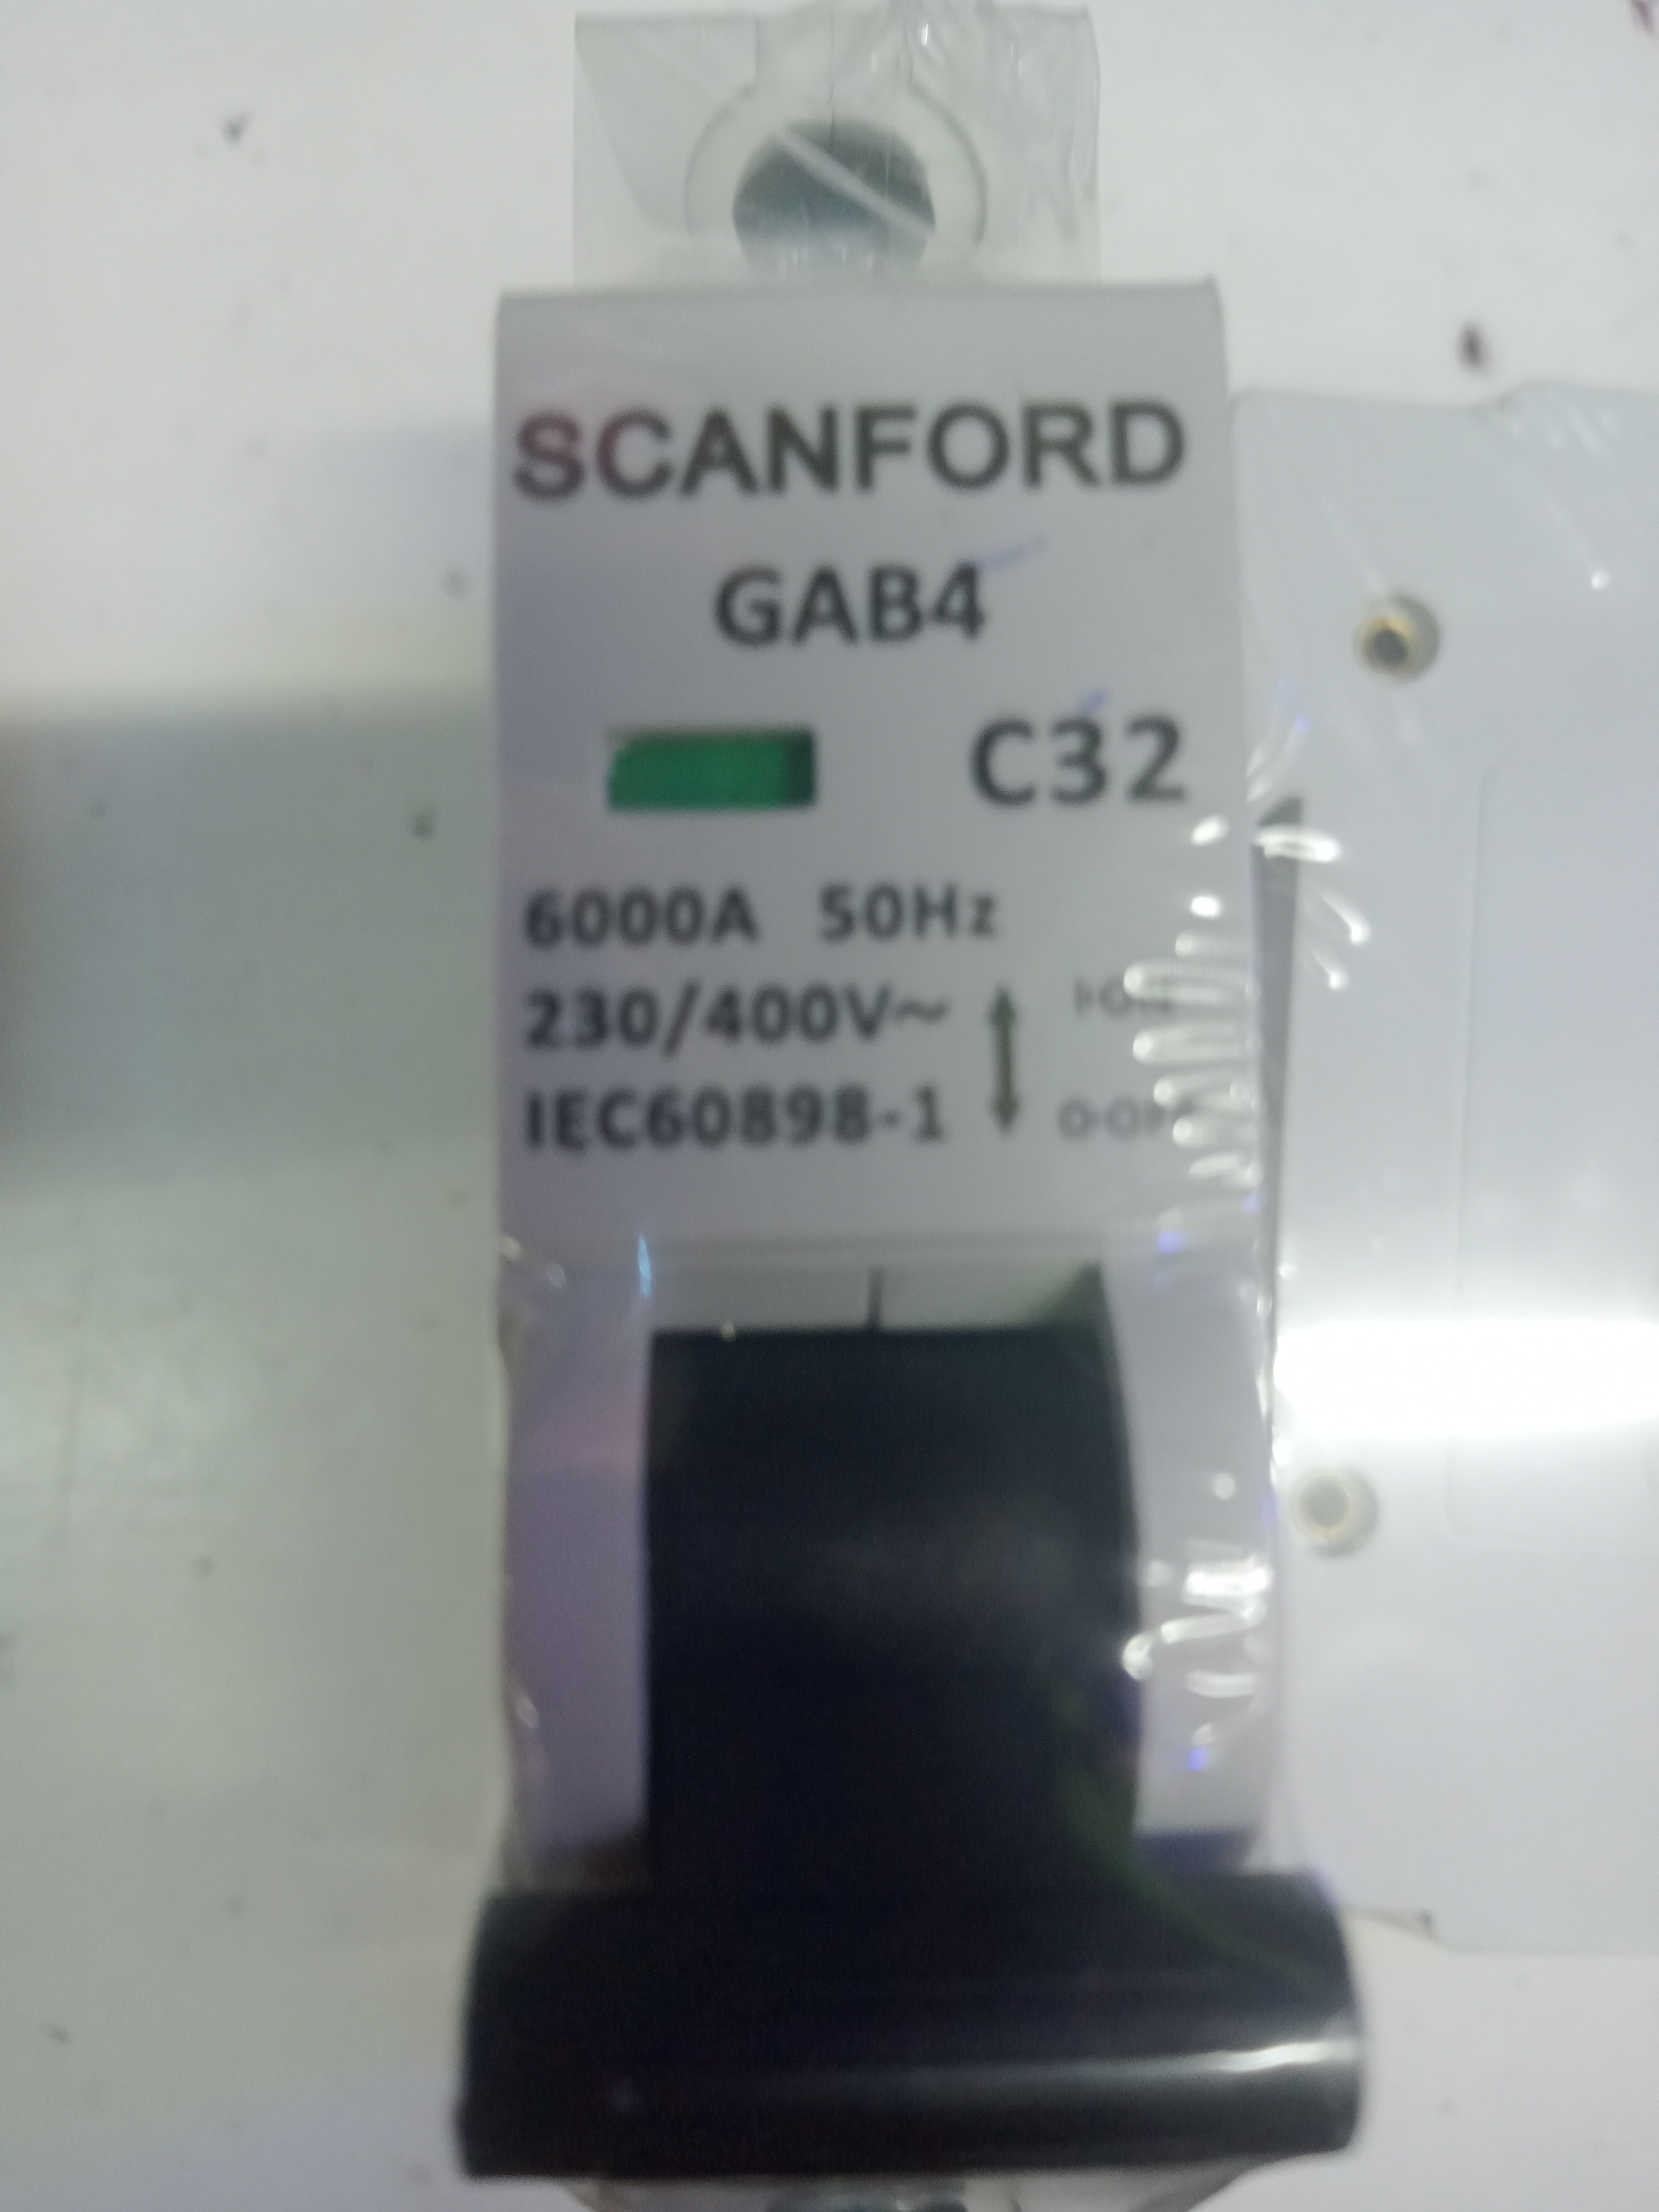 SCANFORD
GAB4
C32
6000A 50Hz
230/400V~
IEC60898-1